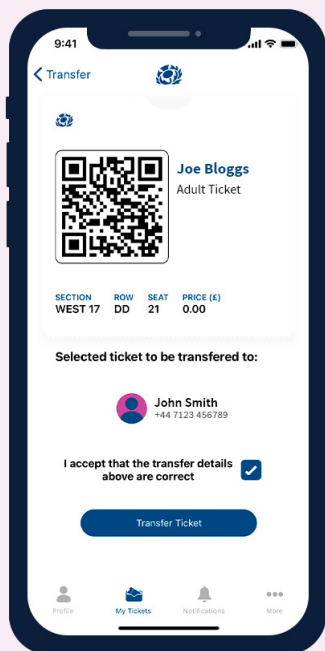 9:41
Transfer
Joe Bloggs
Adult Ticket
SECTION ROW SEAT PRICE (£)
WEST 17 DD 21 0.00
Selected ticket to be transfered to:
John Smith
+44 7123 456789
I accept that the transfer details
above are correct
Transfer Ticket
Profile My Tickets Notifications More